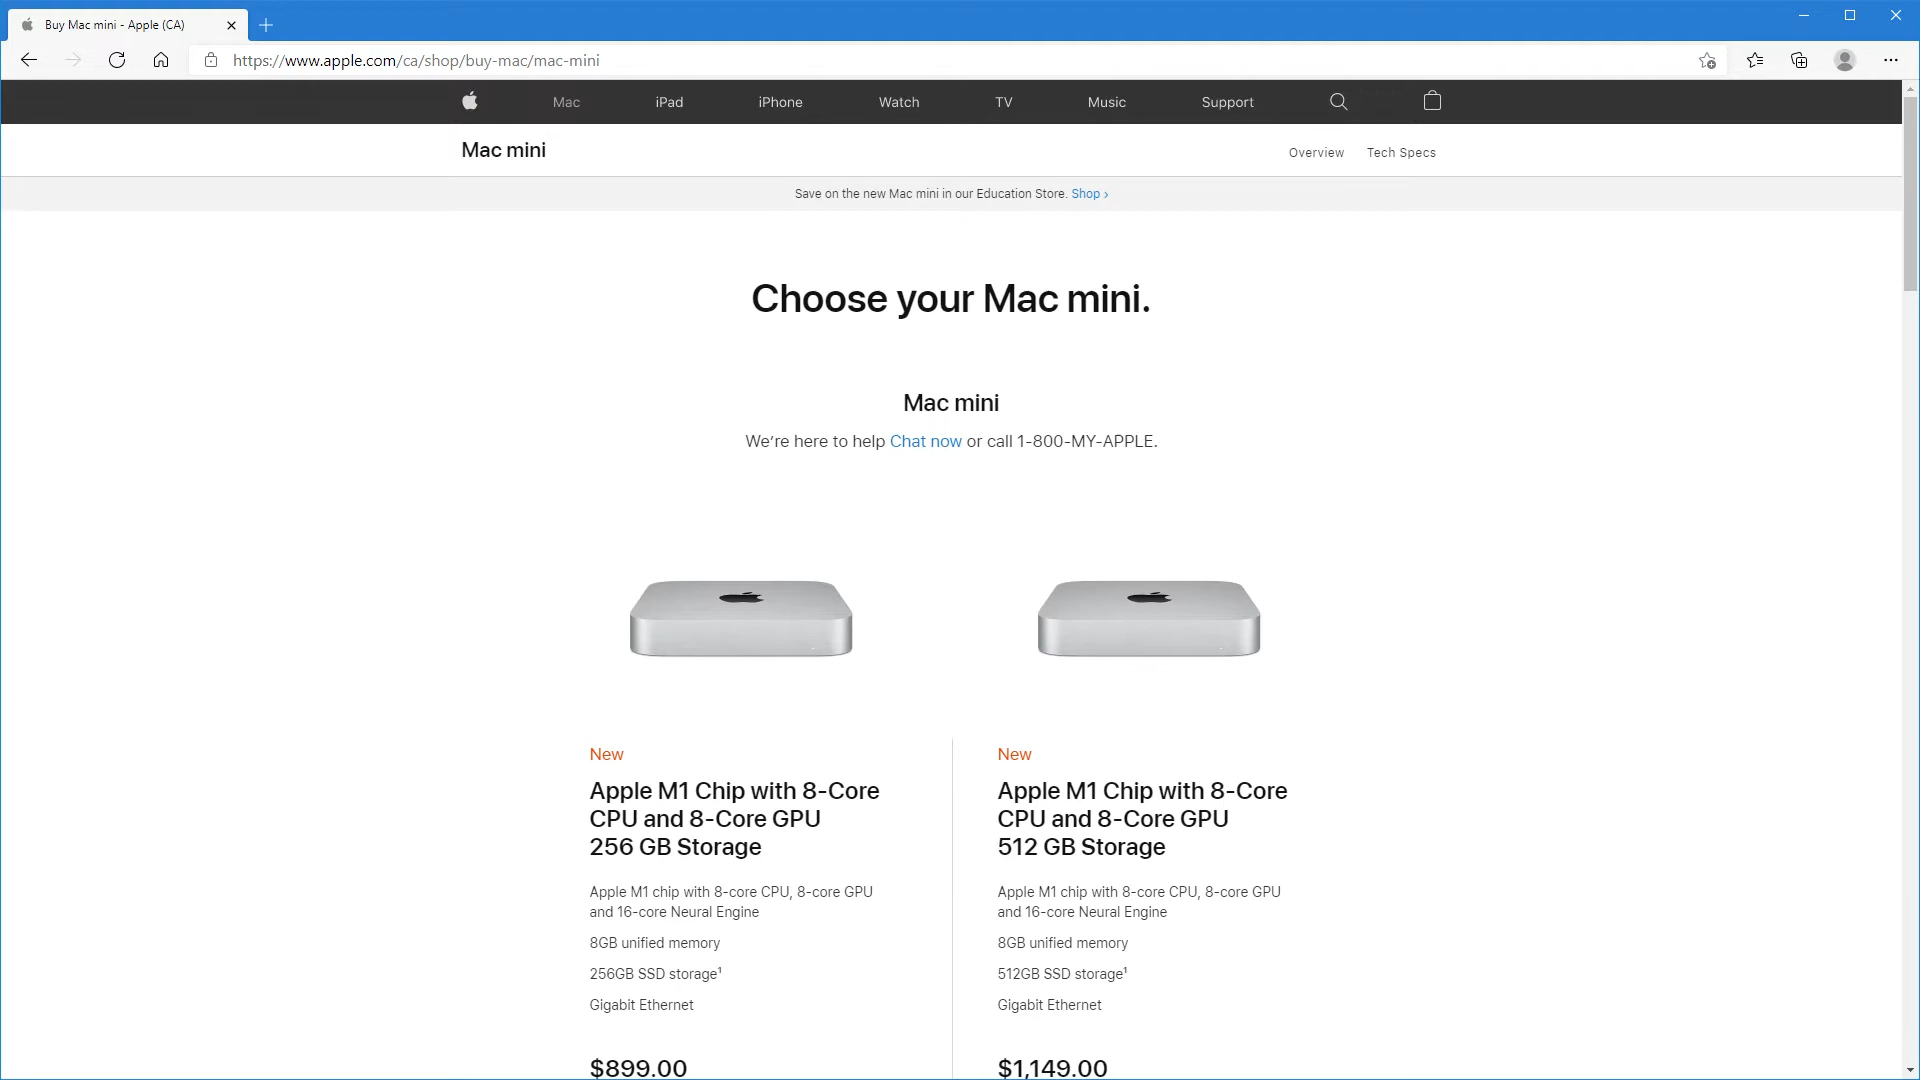 Buy Mac mini - Apple (CA)
https://www.apple.com/ca/shop/buy-mac/mac-mini
Mac iPad iPhone Watch TV Music Support
Mac mini
Overview Tech Specs
Save on the new Mac mini in our Education Store. Shop ›
Choose your Mac mini.
Mac mini
We're here to help Chat now or call 1-800-MY-APPLE.
New
Apple M1 Chip with 8-Core
CPU and 8-Core GPU
256 GB Storage
Apple M1 chip with 8-core CPU, 8-core GPU
and 16-core Neural Engine
8GB unified memory
256GB SSD storage¹
Gigabit Ethernet
$899.00
New
Apple M1 Chip with 8-Core
CPU and 8-Core GPU
512 GB Storage
Apple M1 chip with 8-core CPU, 8-core GPU
and 16-core Neural Engine
8GB unified memory
512GB SSD storage¹
Gigabit Ethernet
$1,149.00